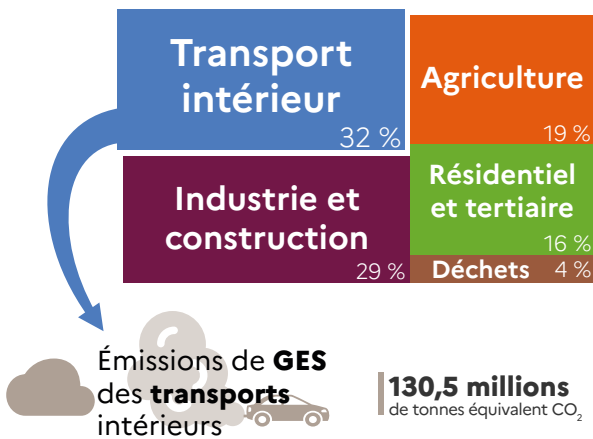 Transport
intérieur
32 %
Agriculture
19 %
Industrie et
construction
29 %
Résidentiel
et tertiaire
16 %
Déchets 4 %
Émissions de GES
des transports
intérieurs
130,5 millions
de tonnes équivalent CO₂